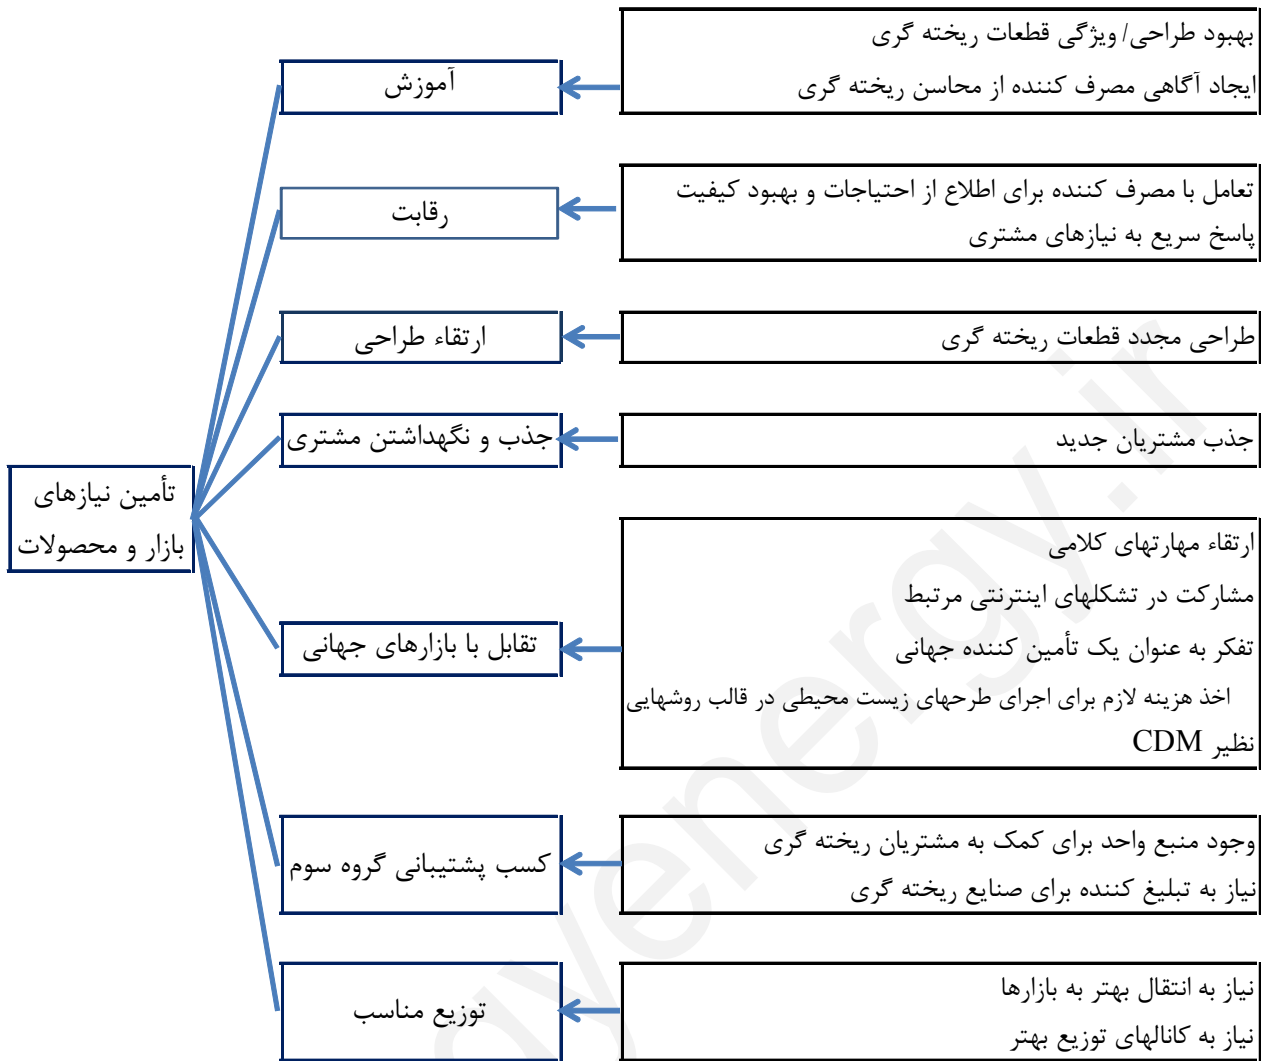 بهبود طراحی/ ویژگی قطعات ریخته گری
ایجاد آگاهی مصرف کننده از محاسن ریخته گری
آموزش
تعامل با مصرف کننده برای اطلاع از احتیاجات و بهبود کیفیت
پاسخ سریع به نیازهای مشتری
رقابت
طراحی مجدد قطعات ریخته گری
ارتقاء طراحی
جذب مشتریان جدید
جذب و نگهداشتن مشتری
تأمین نیازهای
بازار و محصولات
ارتقاء مهارتهای کلامی
مشارکت در تشکلهای اینترنتی مرتبط
تفکر به عنوان یک تأمین کننده جهانی
اخذ هزینه لازم برای اجرای طرحهای زیست محیطی در قالب روشهایی
نظیر CDM
تقابل با بازارهای جهانی
وجود منبع واحد برای کمک به مشتریان ریخته گری
نیاز به تبلیغ کننده برای صنایع ریخته گری
کسب پشتیبانی گروه سوم
نیاز به انتقال بهتر به بازارها
نیاز به کانالهای توزیع بهتر
توزیع مناسب
gyenergy.ir